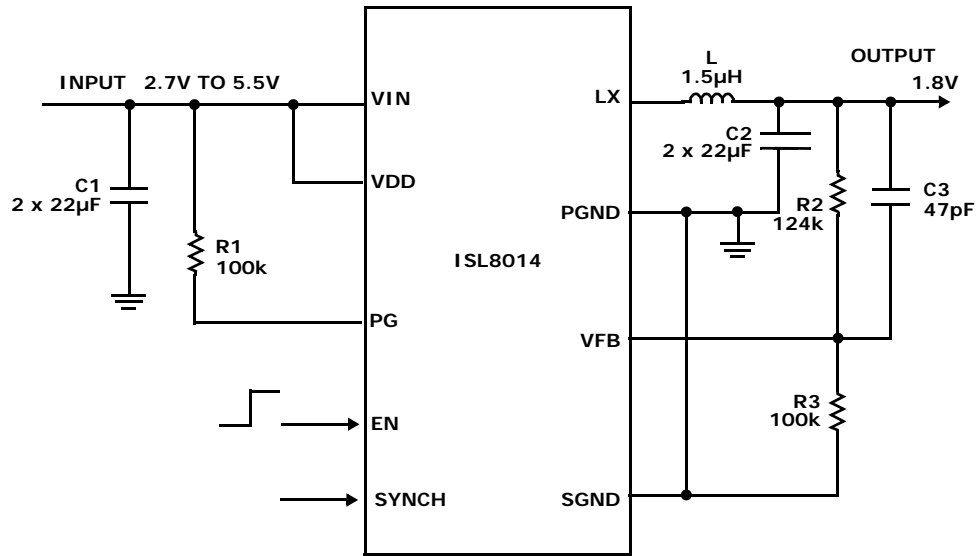 INPUT 2.7V TO 5.5V
VIN
VDD
C1
2 x 22µF
R1
100k
PG
EN
SYNCH
ISL8014
LX
PGND
VFB
SGND
L
1.5µH
OUTPUT
1.8V
C2
2 x 22µF
R2
124k
C3
47pF
R3
100k